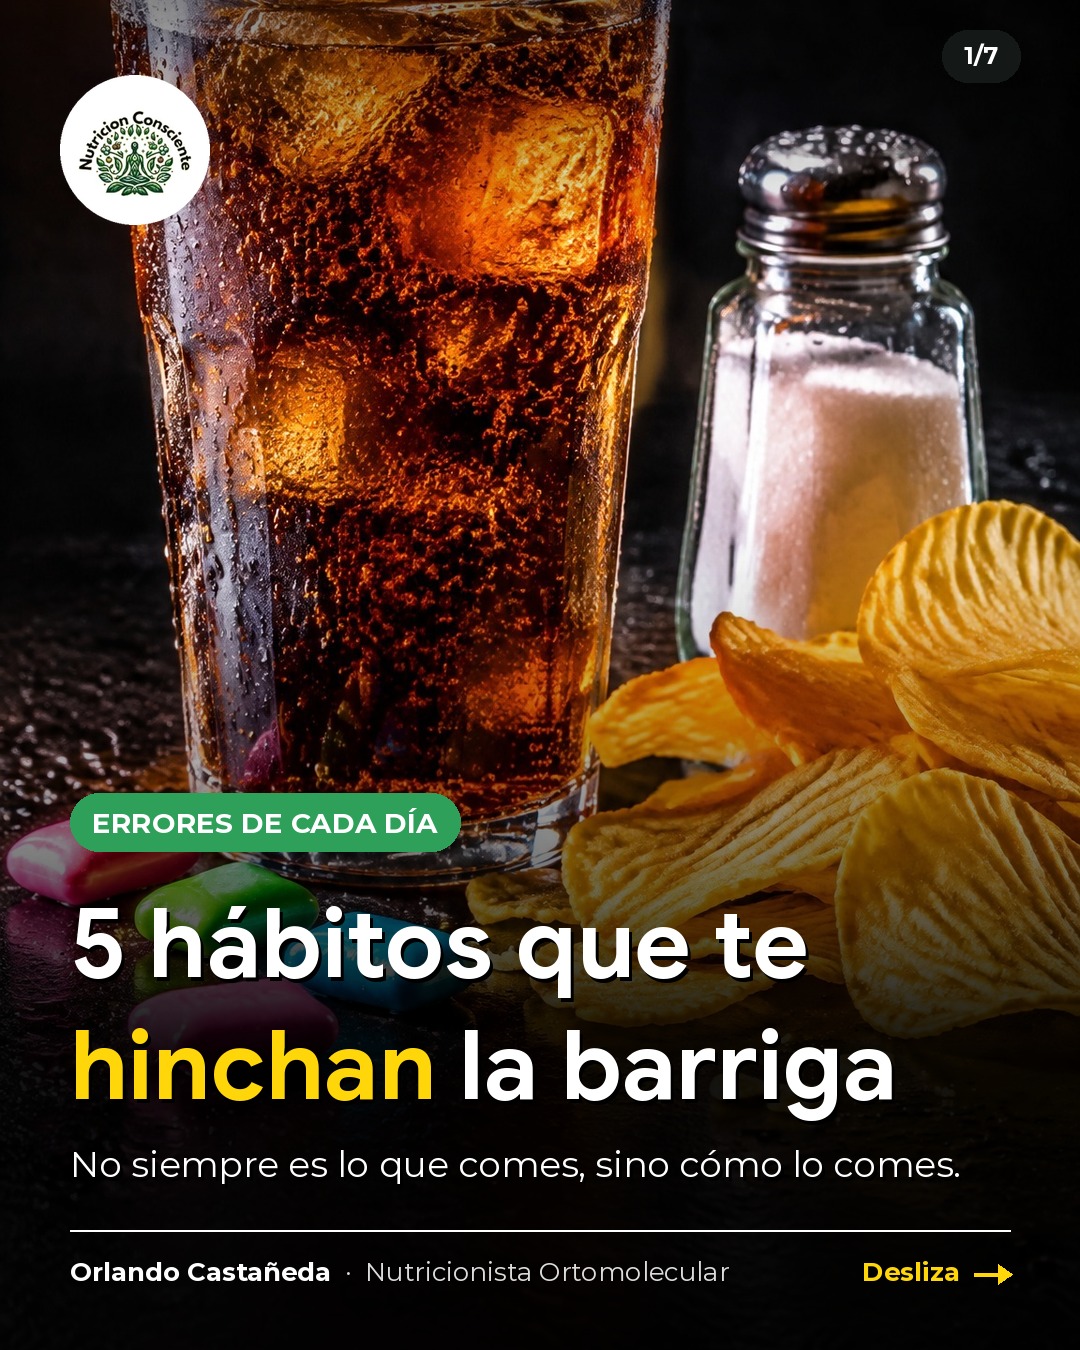 1/7
Nutricion Consciente
ERRORES DE CADA DÍA
5 hábitos que te
hinchan la barriga
No siempre es lo que comes, sino cómo lo comes.
Orlando Castañeda · Nutricionista Ortomolecular
Desliza →